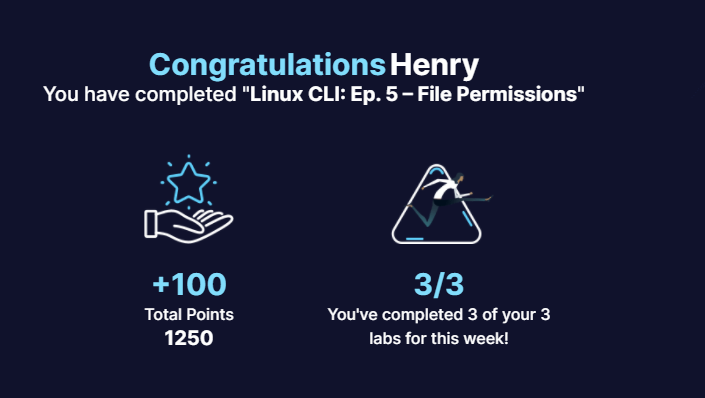 Congratulations Henry
You have completed "Linux CLI: Ep. 5 – File Permissions"
+100
Total Points
1250
3/3
You've completed 3 of your 3
labs for this week!